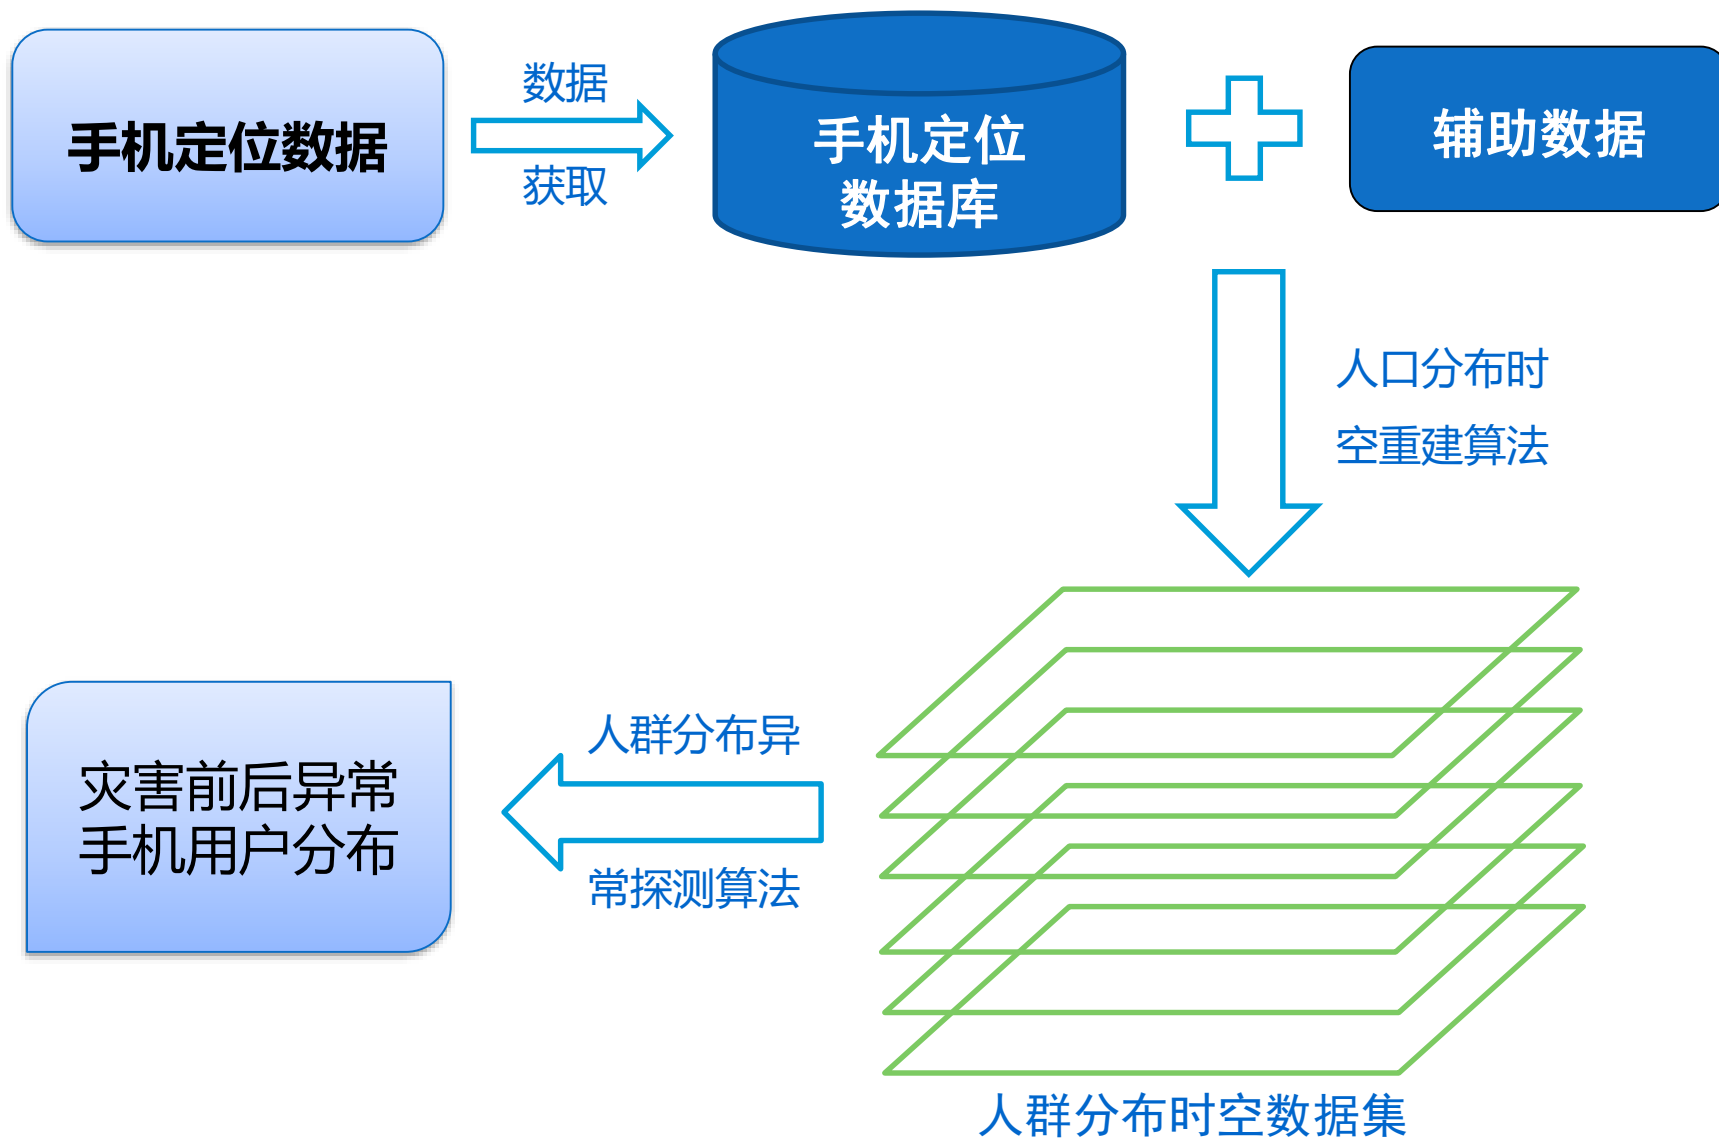 手机定位数据
数据
获取
手机定位
数据库
辅助数据
人口分布时
空重建算法
人群分布异
常探测算法
灾害前后异常
手机用户分布
人群分布时空数据集